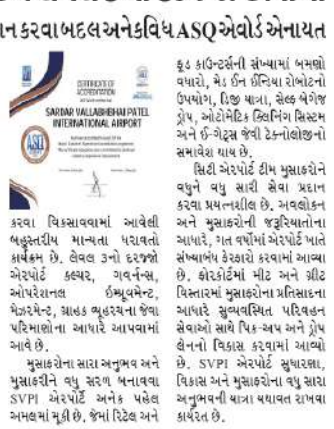 ન કરવા બદલ અનેકવિધ ASQ એવોર્ડ એનાયત
CERTIFICATE OF
ACCREDITATION
SARDAR VALLABHBHAI PATEL
INTERNATIONAL AIRPORT
કરવા વિકસાવવામાં આવેલી
બહુસ્તરીય માન્યતા ધરાવતો
કાર્યક્રમ છે. લેવલ ૩નો દરજ્જો
એરપોર્ટ કલ્ચર, ગવર્નન્સ,
ઓપરેશનલ ઇમ્પ્રૂવમેન્ટ,
મેઝરમેન્ટ, ગ્રાહક વ્યૂહરચના જેવા
પરિમાણોના આધારે આપવામાં
આવે છે.
મુસાફરોના સારા અનુભવ અને
મુસાફરીને વધુ સરળ બનાવવા
SVPI એરપોર્ટે અનેક પહેલ
અમલમાં મૂકી છે. જેમાં રિટેલ અને
ફૂડ કાઉન્ટર્સની સંખ્યામાં બમણો
વધારો, મેડ ઈન ઈન્ડિયા રોબોટનો
ઉપયોગ, ડિજી યાત્રા, સેલ્ફ બેગેજ
ડ્રોપ, ઓટોમેટિક ક્લિનિંગ સિસ્ટમ
અને ઈ-ગેટ્સ જેવી ટેક્નોલોજીનો
સમાવેશ થાય છે.
સિટી એરપોર્ટ ટીમ મુસાફરોને
વધુને વધુ સારી સેવા પ્રદાન
કરવા પ્રયત્નશીલ છે. અવલોકન
અને મુસાફરની જરૂરિયાતોના
આધારે, ગત વર્ષોમાં એરપોર્ટ ખાતે
સંખ્યાબંધ ફેરફારો કરવામાં આવ્યા
છે. ફોરકોર્ટમાં મીટ અને ગ્રીટ
વિસ્તારમાં મુસાફરોના પ્રતિસાદના
આધારે સુવ્યવસ્થિત પરિવહન
સેવાઓ સાથે પિક-અપ અને ડ્રોપ
લેનનો વિકાસ કરવામાં આવ્યો
છે. SVPI એરપોર્ટ સુધારણા,
વિકાસ અને મુસાફરોના વધુ સારા
અનુભવની યાત્રા યથાવત રાખવા
કાર્યરત છે.